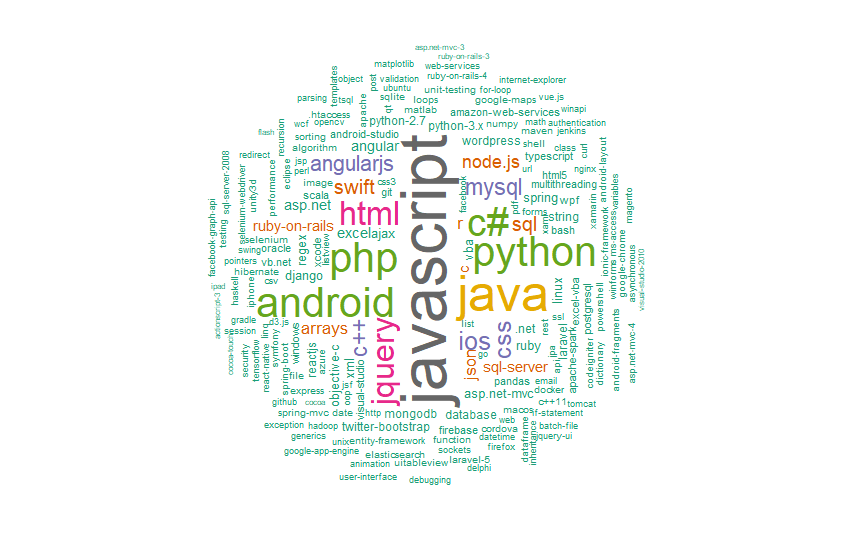 asp.net-mvc-3
ruby-on-rails-3
matplotlib
web-services
templates
object
post
validation
ruby-on-rails-4
internet-explorer
ubuntu
unit-testing
for-loop
vue.js
parsing
tsql
sqlite
loops
google-maps
winapi
.htaccess
apache
qt
matlab
amazon-web-services
wcf
opencv
python-2.7
python-3.x
numpy
math
authentication
flash
recursion
sorting
android-studio
maven
jenkins
algorithm
angular
wordpress
shell
class
curl
redirect
jsp
angularjs
node.js
typescript
android-layout
sql-server-2008
eclipse
perl
url
nginx
image
swift
css3
facebook
mysql
html5
multithreading
variables
selenium-webdriver
unity3d
performance
scala
git
pdf
forms
spring
wpf
xamarin
magento
asp.net
html
javascript
r
c#
sql
xaml
string
ionic-framework
ms-access
facebook-graph-api
testing
ruby-on-rails
excel
ajax
bash
winforms
google-chrome
selenium
regex
php
vba
python
asynchronous
visual-studio-2010
swing
oracle
xcode
listview
pointers
vb.net
c
hibernate
django
linux
excel-vba
ipad
haskell
csv
iphone
android
java
postgresql
powershell
actionscript-3
gradle
d3.js
list
ssl
session
linq
arrays
c++
jquery
ios
css
.net
rest
laravel
codeigniter
dictionary
android-fragments
asp.net-mvc-4
cocoa-touch
symfony
windows
reactjs
json
go
ruby
jpa
api
apache-spark
security
tensorflow
react-native
spring-boot
azure
xml
visual-studio
sql-server
file
objective-c
pandas
email
express
oop
jsf
asp.net-mvc
docker
github
cocoa
c++11
tomcat
spring-mvc
date
http
mongodb
database
macos
if-statement
exception
hadoop
twitter-bootstrap
web
batch-file
firebase
cordova
generics
unix
entity-framework
function
datetime
dataframe
inheritance
jquery-ui
google-app-engine
elasticsearch
sockets
firefox
animation
uitableview
laravel-5
delphi
user-interface
debugging